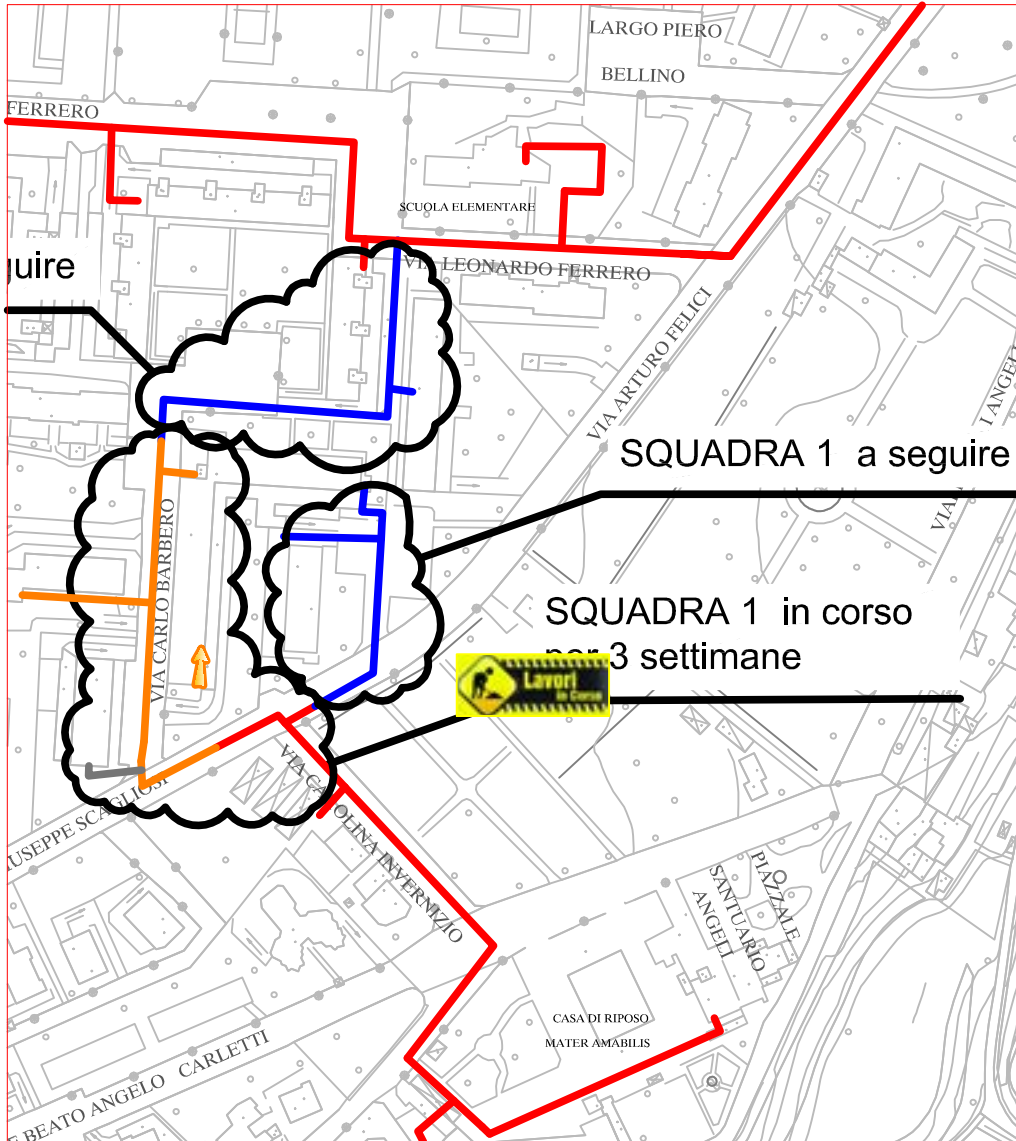 LARGO PIERO
BELLINO
FERRERO
SCUOLA ELEMENTARE
VIA LEONARDO FERRERO
guire
VIA ARTURO FELICI
I ANGELI
SQUADRA 1 a seguire
VIA CARLO BARBERO
SQUADRA 1 in corso
per 3 settimane
Lavori
in Corso
VIA CAROLINA INVERNIZIO
IUSEPPE SCAGLIOSI
PIAZZALE
SANTUARIO
ANGELI
CASA DI RIPOSO
MATER AMABILIS
E BEATO ANGELO CARLETTI